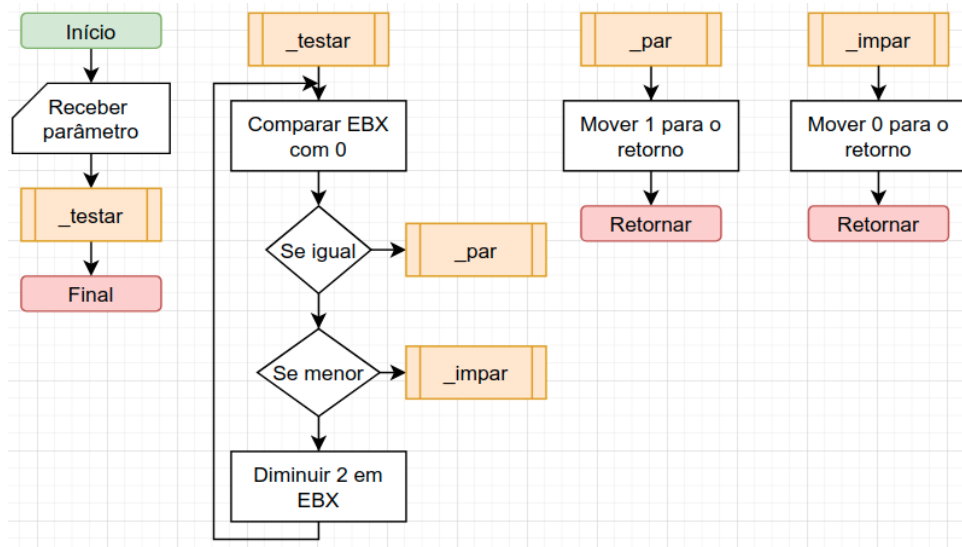 Início
Receber
parâmetro
_testar
Final
_testar
Comparar EBX
com 0
Se igual
_par
Se menor
_impar
Diminuir 2 em
EBX
_par
Mover 1 para o
retorno
Retornar
_impar
Mover 0 para o
retorno
Retornar